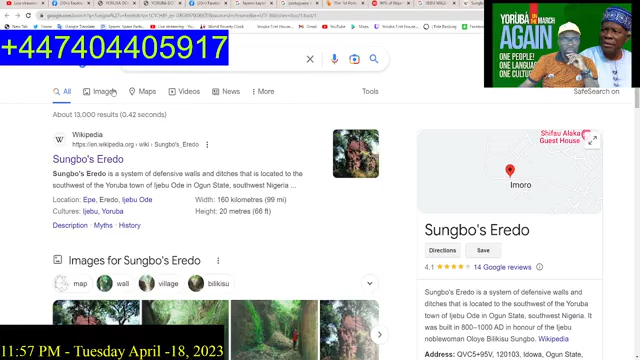 YORUBA MARCH
AGAIN
ONE PEOPLE!
ONE LANGUAGE
ONE CULTURE
+447404405917
All
Images
Maps
Videos
News
More
Tools
SafeSearch on
About 13,000 results (0.42 seconds)
W Wikipedia
https://en.wikipedia.org › wiki › Sungbo's_Eredo
Sungbo's Eredo
Sungbo's Eredo is a system of defensive walls and ditches that is located to the
southwest of the Yoruba town of Ijebu Ode in Ogun State, southwest Nigeria ...
Location: Epe, Eredo, Ijebu Ode
Width: 160 kilometres (99 mi)
Cultures: Ijebu, Yoruba
Height: 20 metres (66 ft)
Description · Myths · History
Images for Sungbo's Eredo
map
wall
village
bilikisu
Shifau Alaka
Guest House
Imoro
Sungbo's Eredo
Directions
Save
4.1
14 Google reviews
Sungbo's Eredo is a system of defensive walls and
ditches that is located to the southwest of the Yoruba
town of Ijebu Ode in Ogun State, southwest Nigeria.
It was built in 800–1000 AD in honour of the Ijebu
noblewoman Oloye Bilikisu Sungbo. Wikipedia
Address: QVC5+95V, 120103, Idowa, Ogun State,
11:57 PM - Tuesday April -18, 2023